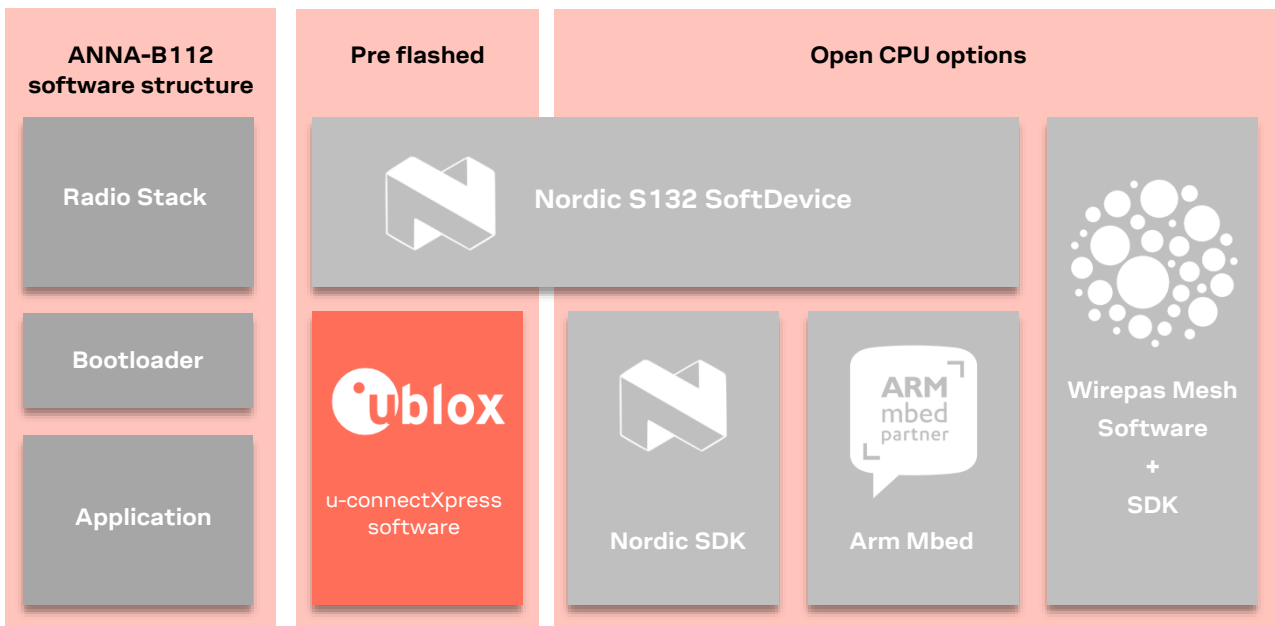 ANNA-B112
software structure
Radio Stack
Bootloader
Application
Pre flashed
Open CPU options
Nordic S132 SoftDevice
ublox
u-connectXpress
software
Nordic SDK
ARM
mbed
partner
Arm Mbed
Wirepas Mesh
Software
+
SDK